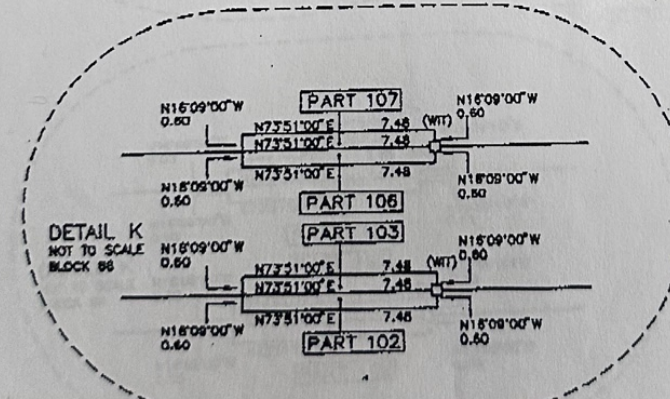 PART 107
N16°09'00"W
0.60
N73°51'00"E 7.48 (WIT)
N16°09'00"W
0.60
N73°51'00"E 7.48
N73°51'00"E 7.48
N16°09'00"W
0.60
N16°09'00"W
0.60
PART 106
DETAIL K
NOT TO SCALE
BLOCK 68
PART 103
N16°09'00"W
0.60
N73°51'00"E 7.48 (WIT)
N16°09'00"W
0.60
N73°51'00"E 7.48
N73°51'00"E 7.48
N16°09'00"W
0.60
N16°09'00"W
0.60
PART 102